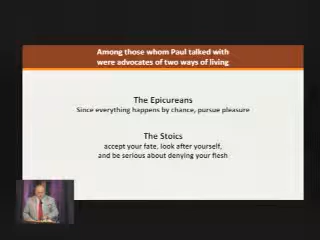 Among those whom Paul talked with
were advocates of two ways of living
The Epicureans
Since everything happens by chance, pursue pleasure
The Stoics
accept your fate, look after yourself,
and be serious about denying your flesh